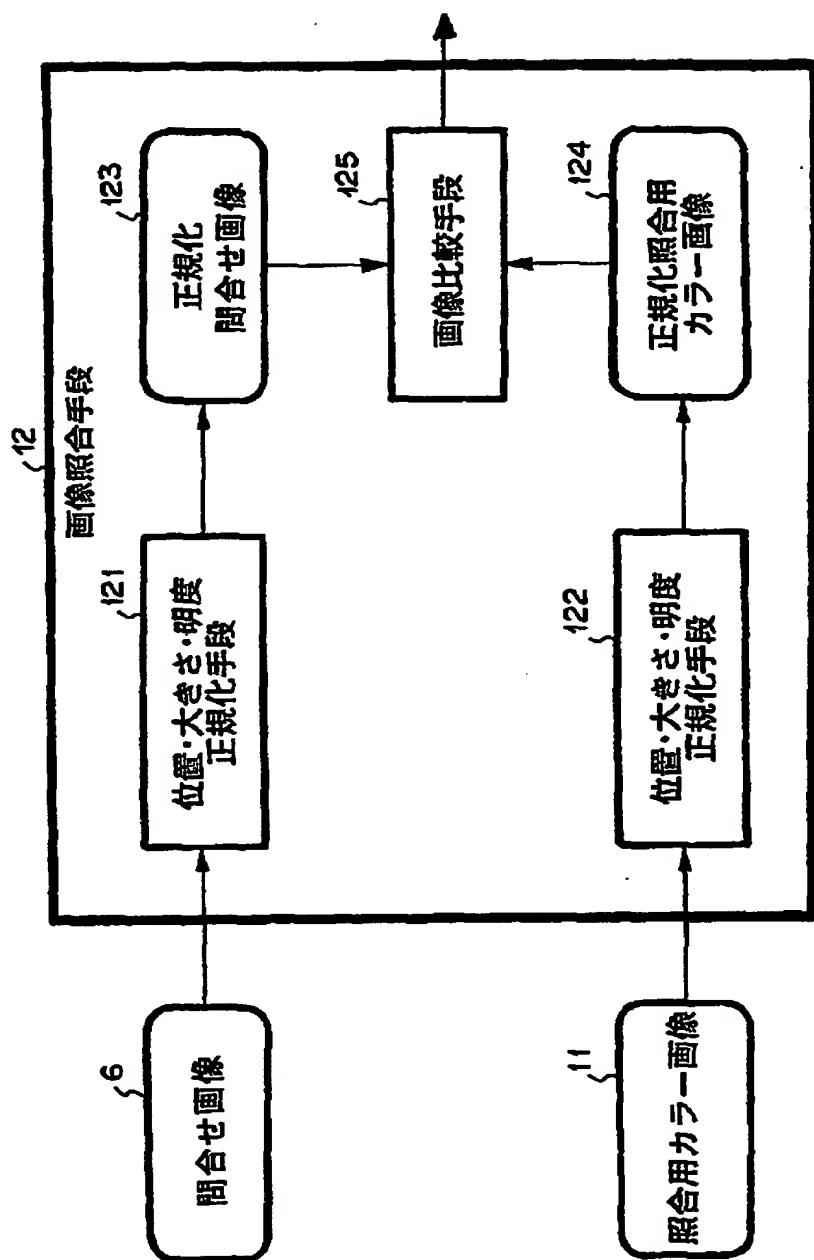 12
画像照合手段
6
問合せ画像
121
位置・大きさ・明度
正規化手段
123
正規化
問合せ画像
125
画像比較手段
11
照合用カラー画像
122
位置・大きさ・明度
正規化手段
124
正規化照合用
カラー画像